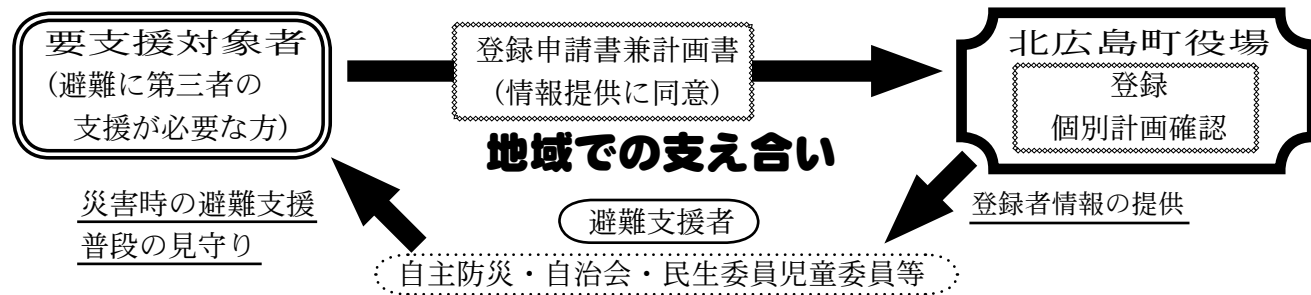 要支援対象者
(避難に第三者の
支援が必要な方)
登録申請書兼計画書
(情報提供に同意)
北広島町役場
登録
個別計画確認
地域での支え合い
災害時の避難支援
普段の見守り
避難支援者
登録者情報の提供
自主防災・自治会・民生委員児童委員等